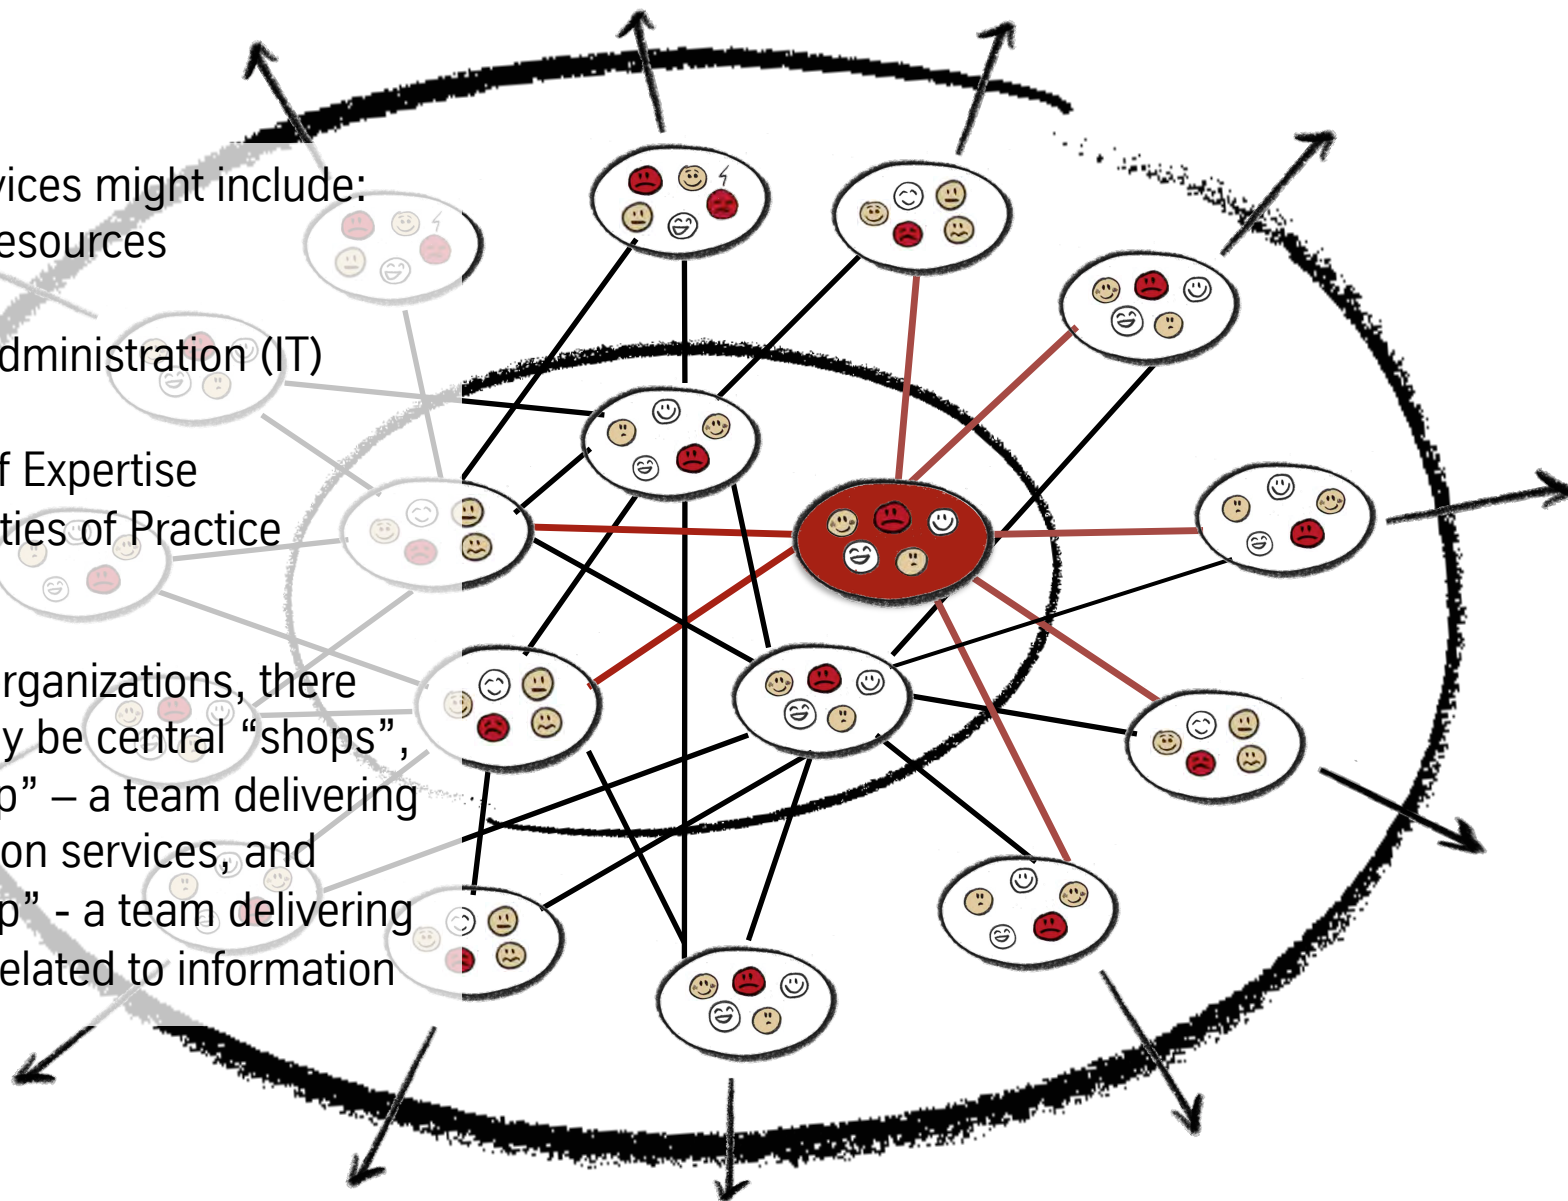 vices might include:
esources
dministration (IT)
f Expertise
ties of Practice
rganizations, there
y be central “shops”,
p” – a team delivering
on services, and
p” - a team delivering
elated to information